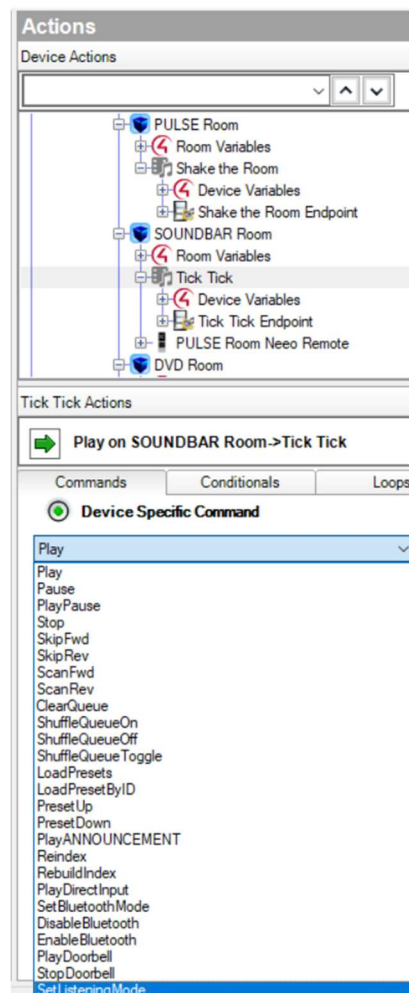 Actions
Device Actions
PULSE Room
Room Variables
Shake the Room
Device Variables
Shake the Room Endpoint
SOUNDBAR Room
Room Variables
Tick Tick
Device Variables
Tick Tick Endpoint
PULSE Room Neeo Remote
DVD Room
Tick Tick Actions
Play on SOUNDBAR Room->Tick Tick
Commands Conditionals Loops
Device Specific Command
Play
Play
Pause
PlayPause
Stop
SkipFwd
SkipRev
ScanFwd
ScanRev
ClearQueue
ShuffleQueueOn
ShuffleQueueOff
ShuffleQueueToggle
LoadPresets
LoadPresetByID
PresetUp
PresetDown
PlayANNOUNCEMENT
Reindex
RebuildIndex
PlayDirectInput
SetBluetoothMode
DisableBluetooth
EnableBluetooth
PlayDoorbell
StopDoorbell
SetListeningMode